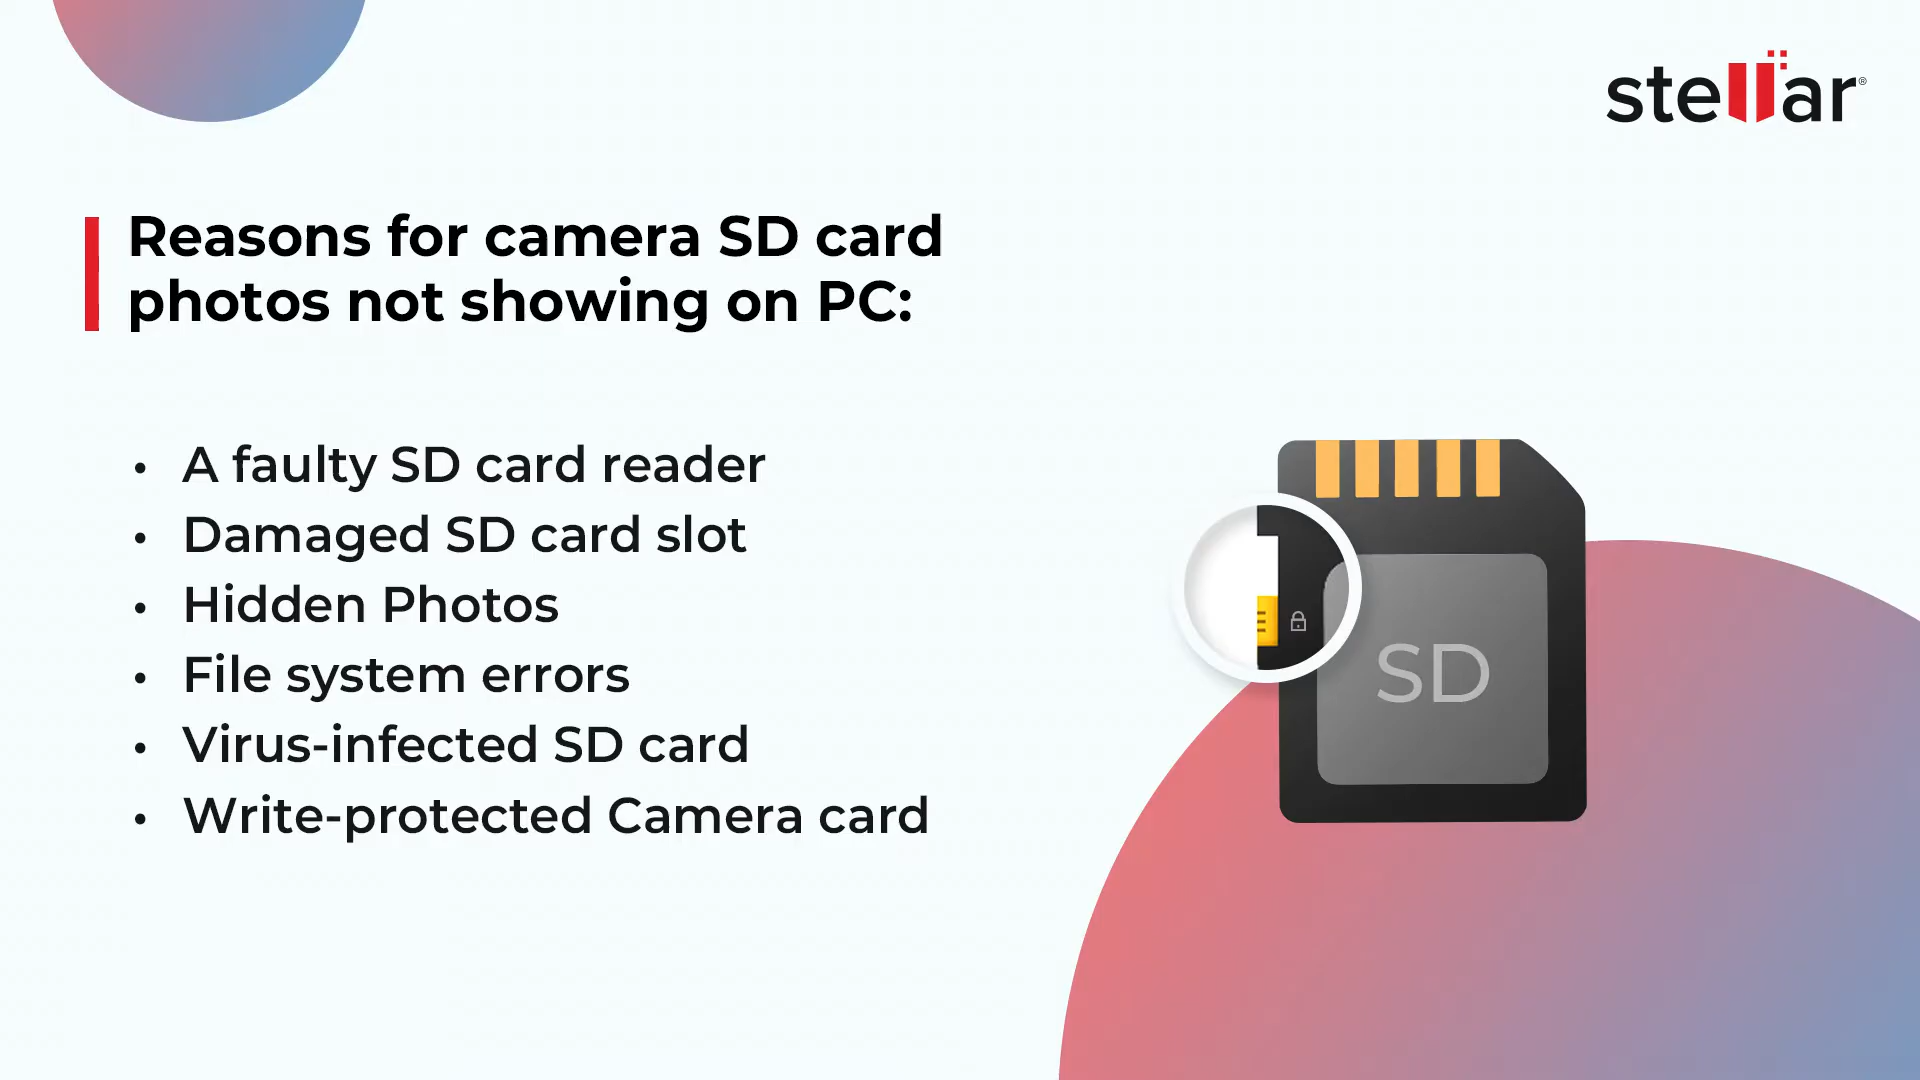 stellar®
Reasons for camera SD card
photos not showing on PC:
• A faulty SD card reader
• Damaged SD card slot
• Hidden Photos
• File system errors
• Virus-infected SD card
• Write-protected Camera card
SD